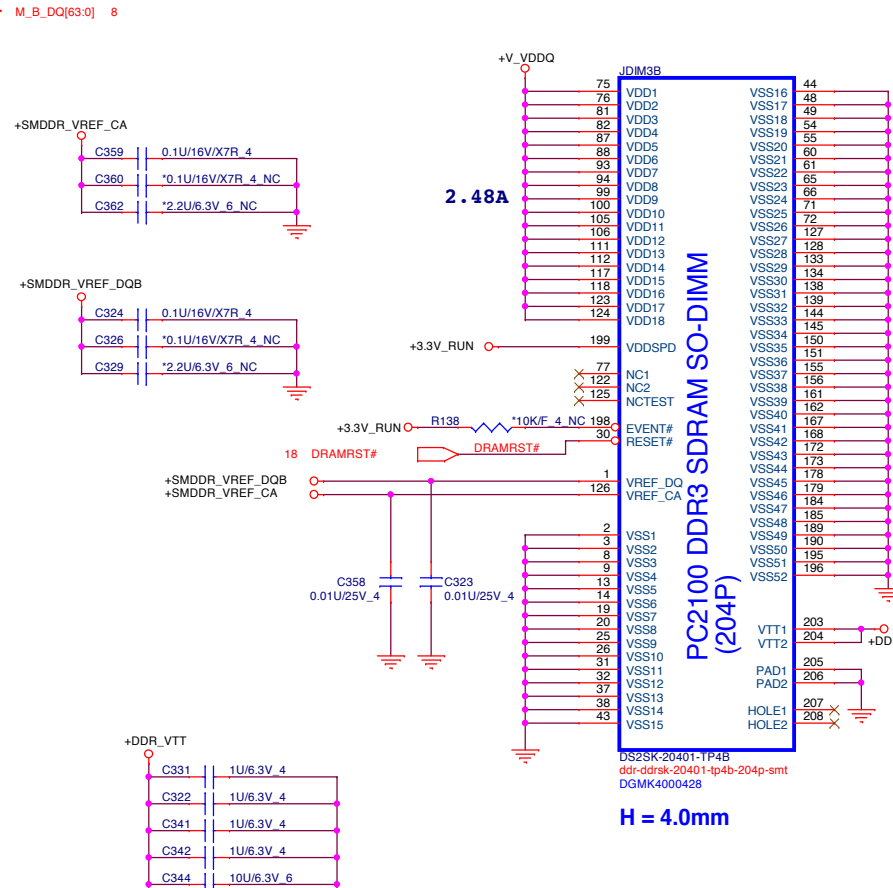 M_B_DQ[63:0] 8
+SMDDR_VREF_CA
C359 0.1U/16V/X7R_4
C360 *0.1U/16V/X7R_4_NC
C362 *2.2U/6.3V_6_NC
+SMDDR_VREF_DQB
C324 0.1U/16V/X7R_4
C326 *0.1U/16V/X7R_4_NC
C329 *2.2U/6.3V_6_NC
+V_VDDQ
JDIM3B
2.48A
75 VDD1
76 VDD2
81 VDD3
82 VDD4
87 VDD5
88 VDD6
93 VDD7
94 VDD8
99 VDD9
100 VDD10
105 VDD11
106 VDD12
111 VDD13
112 VDD14
117 VDD15
118 VDD16
123 VDD17
124 VDD18
+3.3V_RUN 199 VDDSPD
77 NC1
122 NC2
125 NCTEST
+3.3V_RUN R138 *10K/F_4_NC 198 EVENT#
18 DRAMRST# 30 RESET#
+SMDDR_VREF_DQB 1 VREF_DQ
+SMDDR_VREF_CA 126 VREF_CA
C358
0.01U/25V_4
C323
0.01U/25V_4
2 VSS1
3 VSS2
8 VSS3
9 VSS4
13 VSS5
14 VSS6
19 VSS7
20 VSS8
25 VSS9
26 VSS10
31 VSS11
32 VSS12
37 VSS13
38 VSS14
43 VSS15
PC2100 DDR3 SDRAM SO-DIMM
(204P)
VSS16 44
VSS17 48
VSS18 49
VSS19 54
VSS20 55
VSS21 60
VSS22 61
VSS23 65
VSS24 66
VSS25 71
VSS26 72
VSS27 127
VSS28 128
VSS29 133
VSS30 134
VSS31 138
VSS32 139
VSS33 144
VSS34 145
VSS35 150
VSS36 151
VSS37 155
VSS38 156
VSS39 161
VSS40 162
VSS41 167
VSS42 168
VSS43 172
VSS44 173
VSS45 178
VSS46 179
VSS47 184
VSS48 185
VSS49 189
VSS50 190
VSS51 195
VSS52 196
VTT1 203
VTT2 204
+DD
PAD1 205
PAD2 206
HOLE1 207
HOLE2 208
DS2SK-20401-TP4B
ddr-ddrsk-20401-tp4b-204p-smt
DGMK4000428
H = 4.0mm
+DDR_VTT
C331 1U/6.3V_4
C322 1U/6.3V_4
C341 1U/6.3V_4
C342 1U/6.3V_4
C344 10U/6.3V_6